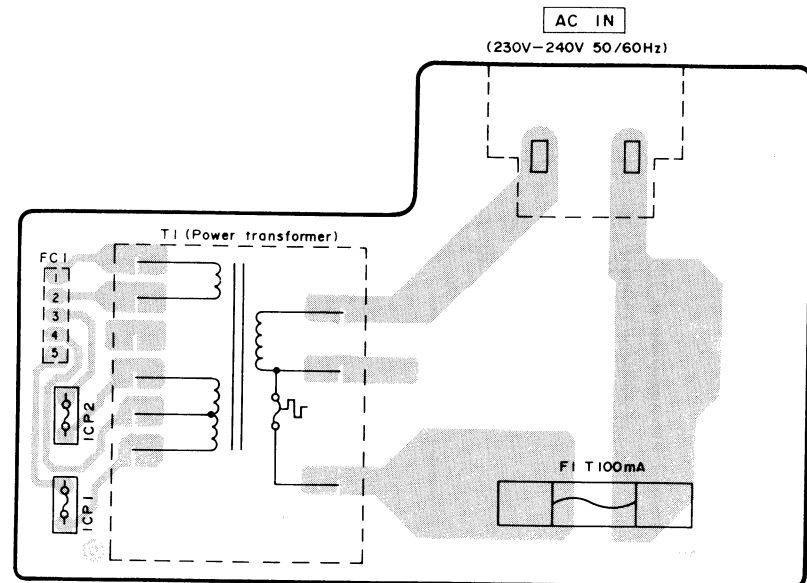 AC IN
(230V-240V 50/60Hz)
T1 (Power transformer)
FC1
1
2
3
4
5
ICP2
ICP1
F1 T100mA